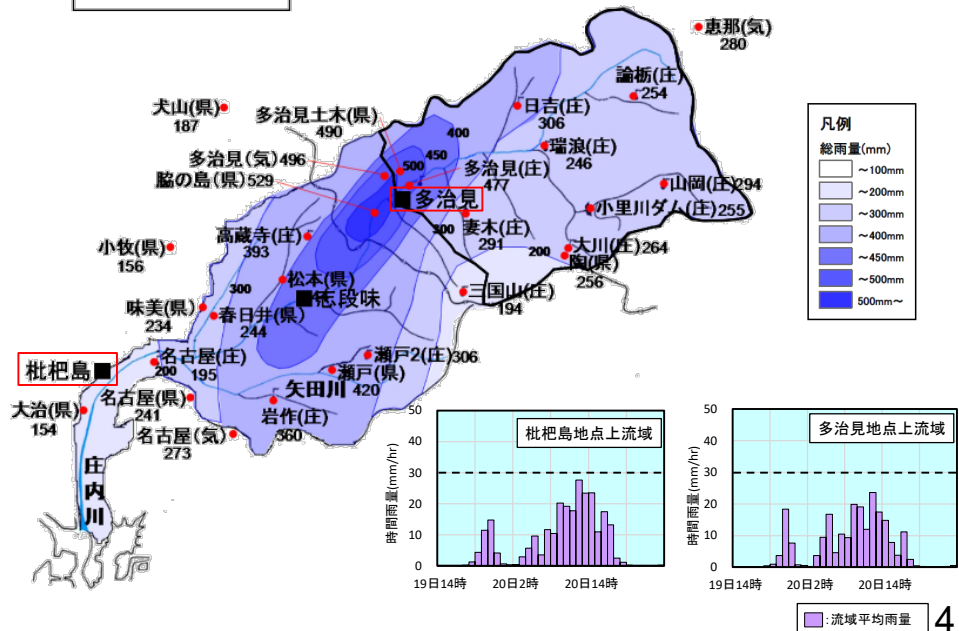 恵那(気)
280
論栃(庄)
254
犬山(県)
187
多治見土木(県)
490
日吉(庄)
306
400
450
500
瑞浪(庄)
246
多治見(気)496
多治見(庄)
477
脇の島(県)
529
多治見
山岡(庄)294
小里川ダム(庄)255
妻木(庄)
291
300
高蔵寺(庄)
393
小牧(県)
156
大川(庄)264
200
陶(県)
256
松本(県)
志段味
300
三国山(庄)
194
味美(県)
234
春日井(県)
244
名古屋(庄)
195
200
瀬戸2(庄)306
瀬戸(県)
420
枇杷島
矢田川
大治(県)
154
名古屋(県)
241
岩作(庄)
360
名古屋(気)
273
庄内川
凡例
総雨量(mm)
~100mm
~200mm
~300mm
~400mm
~450mm
~500mm
500mm~
枇杷島地点上流域
時間雨量(mm/hr)
50
40
30
20
10
0
19日14時
20日2時
20日14時
多治見地点上流域
時間雨量(mm/hr)
50
40
30
20
10
0
19日14時
20日2時
20日14時
:流域平均雨量
4